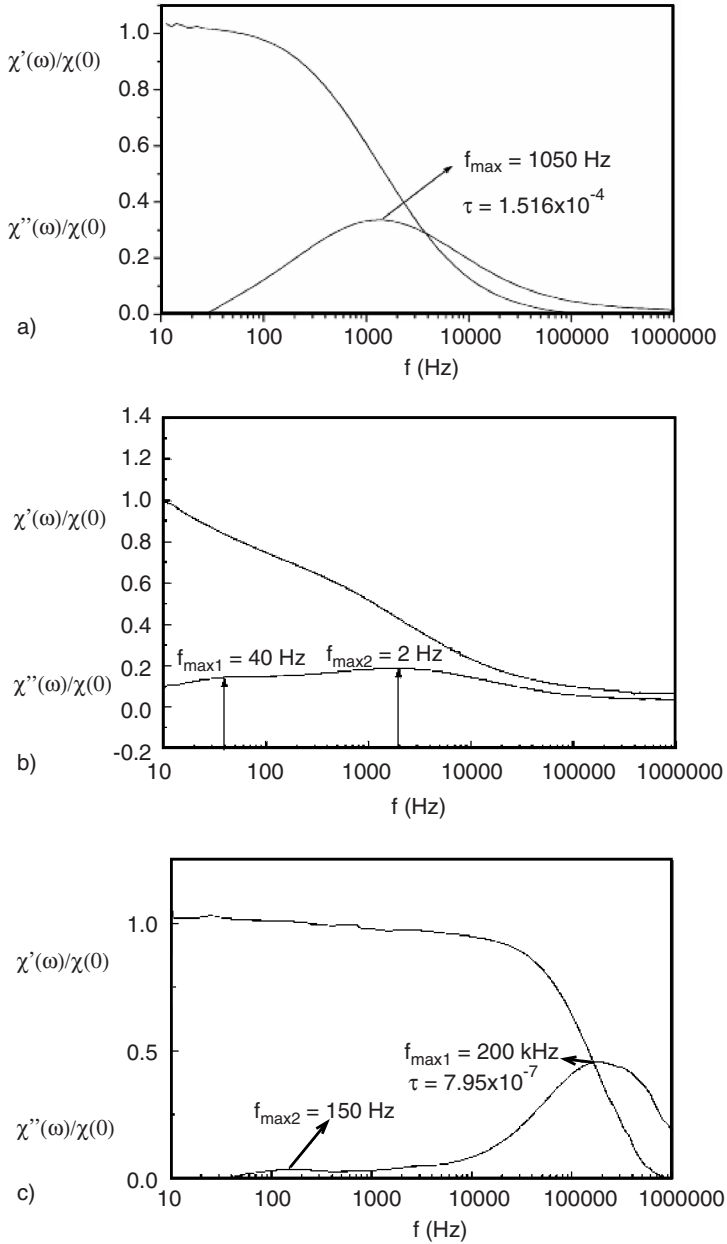 1.0
χ'(ω)/χ(0)
0.8
0.6
f_max = 1050 Hz
0.4
τ = 1.516x10^-4
χ''(ω)/χ(0)
0.2
0.0
a)
10 100 1000 10000 100000 1000000
f (Hz)
1.4
1.2
1.0
χ'(ω)/χ(0)
0.8
0.6
0.4
f_max1 = 40 Hz f_max2 = 2 Hz
0.2
χ''(ω)/χ(0)
0.0
-0.2
b)
10 100 1000 10000 100000 1000000
f (Hz)
1.0
χ'(ω)/χ(0)
0.5
f_max1 = 200 kHz
τ = 7.95x10^-7
f_max2 = 150 Hz
χ''(ω)/χ(0)
0.0
c)
10 100 1000 10000 100000 1000000
f (Hz)